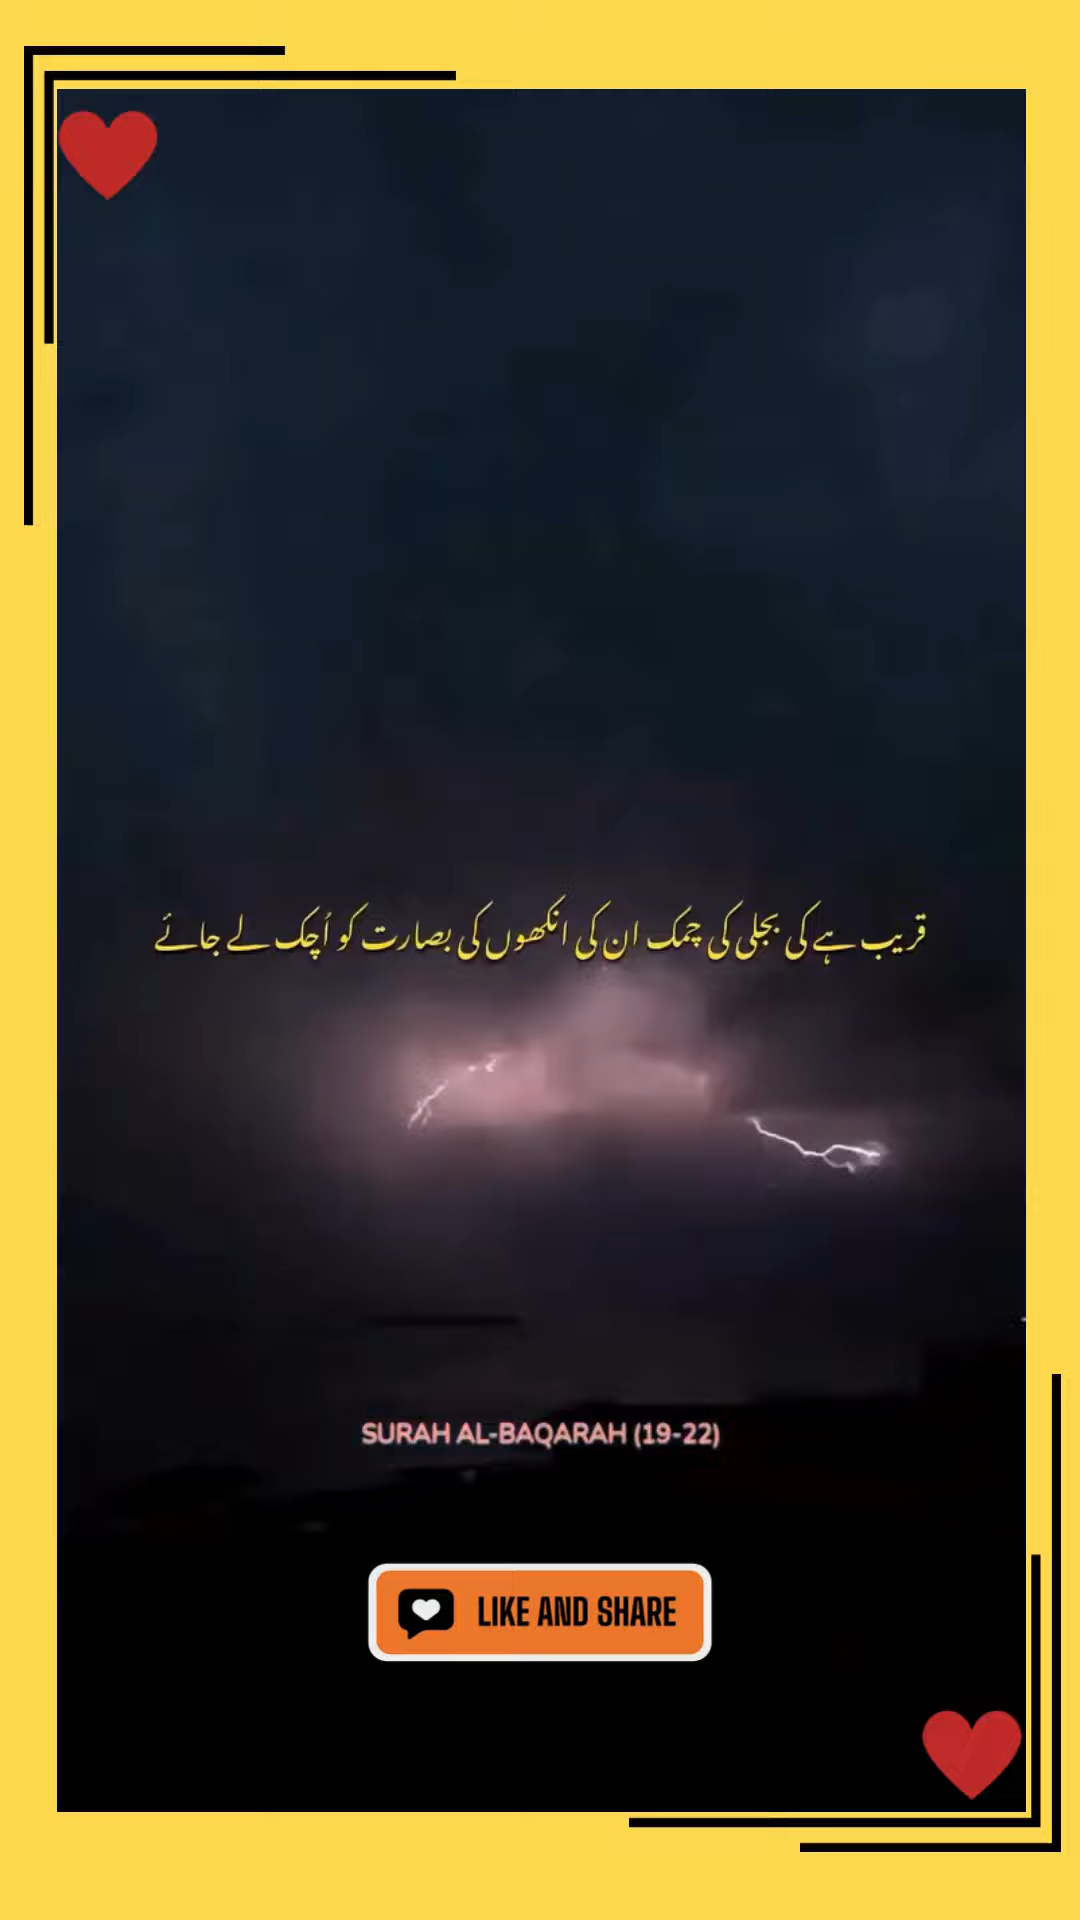 قریب ہے کی بجلی کی چمک ان کی انکھوں کی بصارت کو اُچک لے جائے
SURAH AL-BAQARAH (19-22)
LIKE AND SHARE